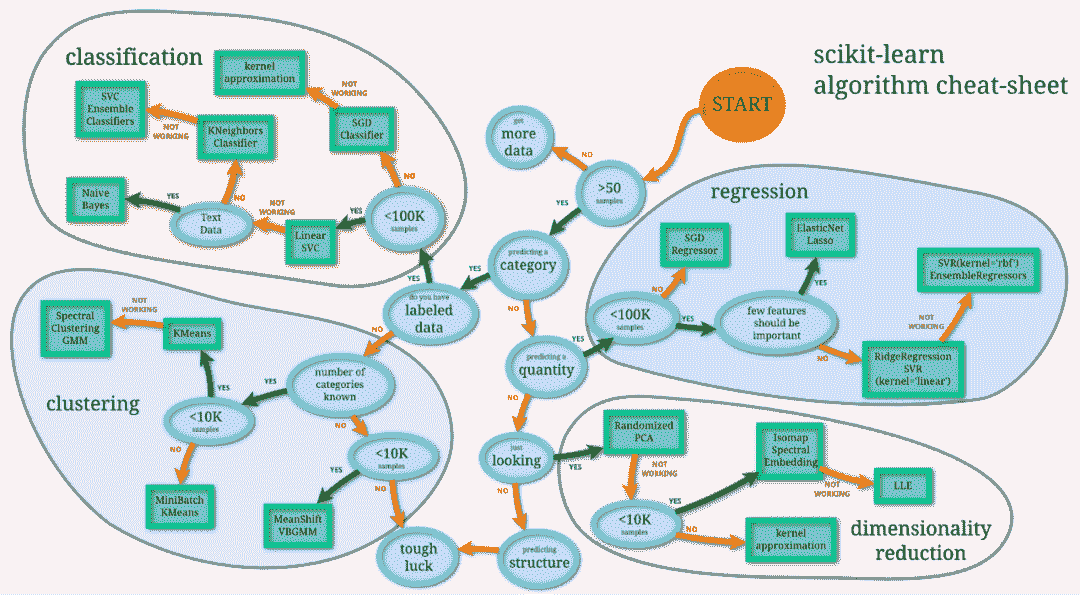 scikit-learn
algorithm cheat-sheet
START
classification
kernel
approximation
NOT
WORKING
SVC
Ensemble
Classifiers
NOT
WORKING
KNeighbors
Classifier
SGD
Classifier
NO
Naive
Bayes
YES
Text
Data
NO
NOT
WORKING
Linear
SVC
YES
<100K
samples
get
more
data
NO
>50
samples
YES
predicting a
category
YES
do you have
labeled
data
YES
NO
NO
predicting a
quantity
YES
NO
just
looking
YES
NO
predicting
structure
tough
luck
regression
SGD
Regressor
NO
<100K
samples
YES
ElasticNet
Lasso
YES
few features
should be
important
NO
SVR(kernel='rbf')
EnsembleRegressors
NOT
WORKING
RidgeRegression
SVR
(kernel='linear')
clustering
Spectral
Clustering
GMM
NOT
WORKING
KMeans
YES
<10K
samples
YES
number of
categories
known
NO
NO
MiniBatch
KMeans
<10K
samples
YES
NO
MeanShift
VBGMM
Randomized
PCA
NOT
WORKING
<10K
samples
YES
Isomap
Spectral
Embedding
NOT
WORKING
LLE
NO
kernel
approximation
dimensionality
reduction